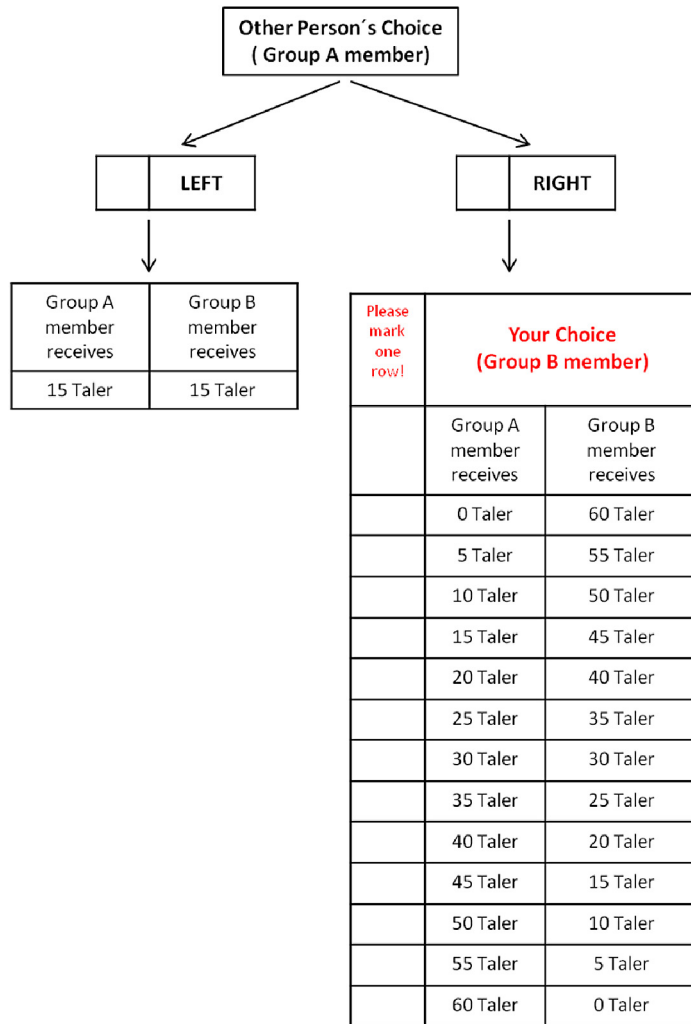 Other Person´s Choice
( Group A member)
LEFT
RIGHT
Group A
member
receives
Group B
member
receives
15 Taler
15 Taler
Please
mark
one
row!
Your Choice
(Group B member)
Group A
member
receives
Group B
member
receives
0 Taler
60 Taler
5 Taler
55 Taler
10 Taler
50 Taler
15 Taler
45 Taler
20 Taler
40 Taler
25 Taler
35 Taler
30 Taler
30 Taler
35 Taler
25 Taler
40 Taler
20 Taler
45 Taler
15 Taler
50 Taler
10 Taler
55 Taler
5 Taler
60 Taler
0 Taler